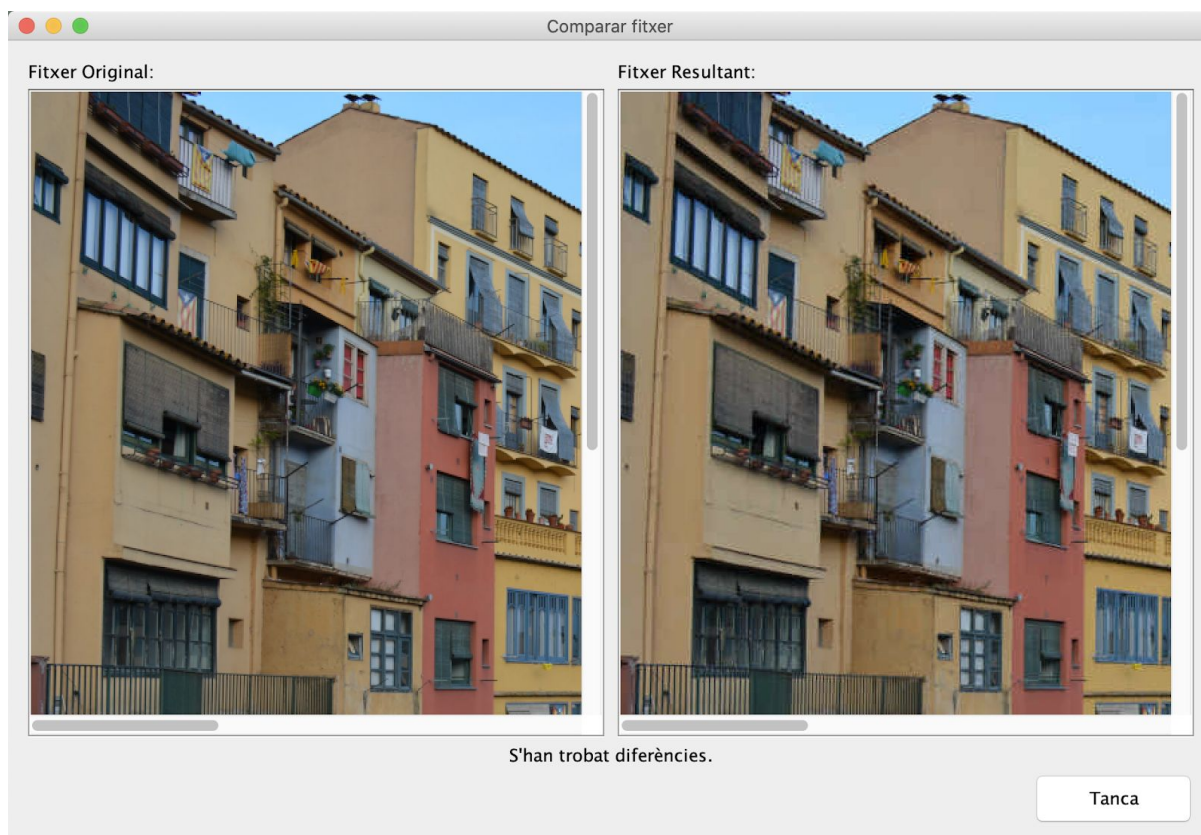 Comparar fitxer
Fitxer Original:
Fitxer Resultant:
S'han trobat diferències.
Tanca